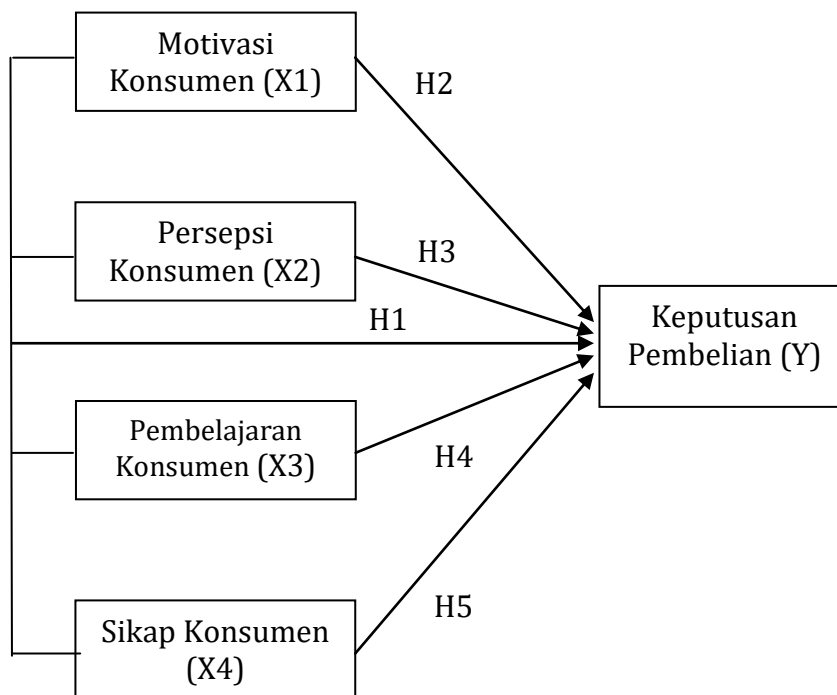 Motivasi
Konsumen (X1)
H2
Persepsi
Konsumen (X2)
H3
H1
Keputusan
Pembelian (Y)
Pembelajaran
Konsumen (X3)
H4
H5
Sikap Konsumen
(X4)